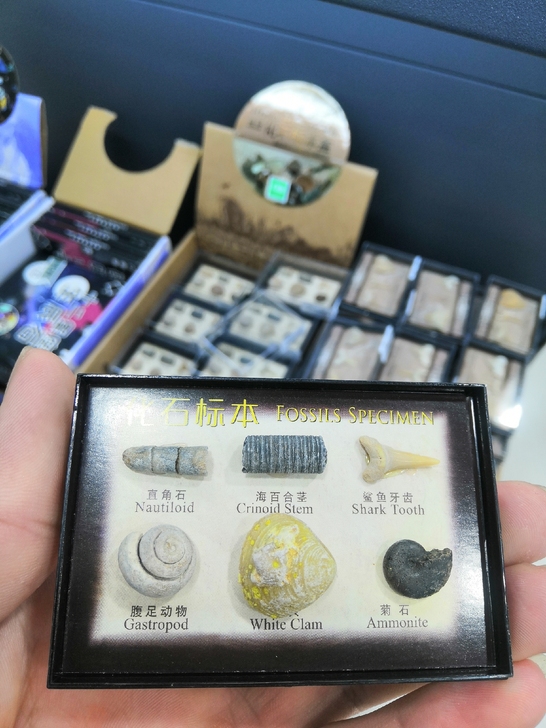 化石标本 FOSSILS SPECIMEN
直角石
Nautiloid
海百合茎
Crinoid Stem
鲨鱼牙齿
Shark Tooth
腹足动物
Gastropod
White Clam
菊石
Ammonite